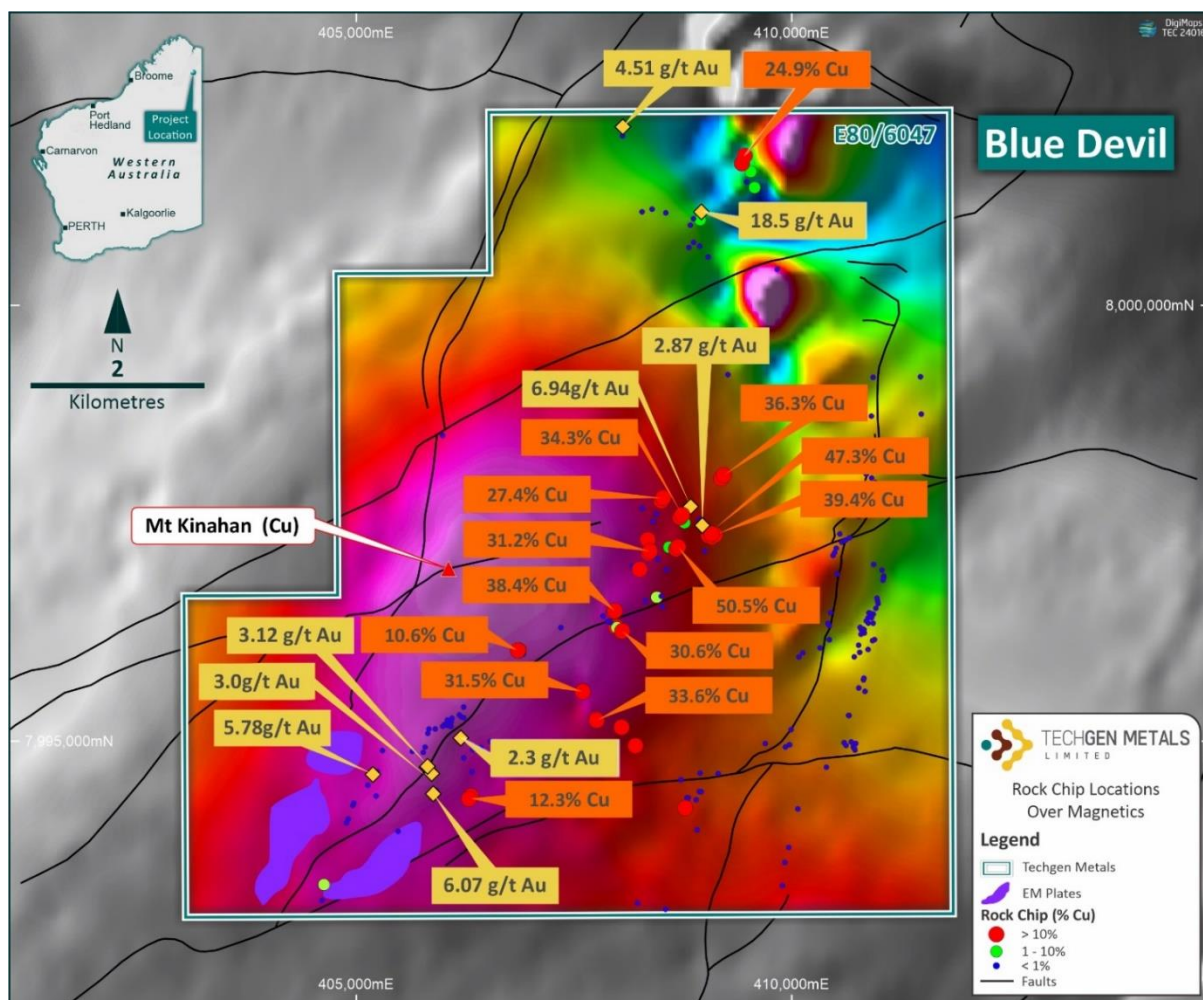 405,000mE
410,000mE
DigiMaps
TEC 24016
Broome
Port
Hedland
Project
Location
Carnarvon
Western
Australia
Kalgoorlie
PERTH
N
2
Kilometres
4.51 g/t Au
24.9% Cu
E80/6047
Blue Devil
18.5 g/t Au
8,000,000mN
2.87 g/t Au
6.94g/t Au
36.3% Cu
34.3% Cu
47.3% Cu
27.4% Cu
39.4% Cu
Mt Kinahan (Cu)
31.2% Cu
38.4% Cu
50.5% Cu
3.12 g/t Au
10.6% Cu
30.6% Cu
3.0g/t Au
31.5% Cu
33.6% Cu
5.78g/t Au
7,995,000mN
2.3 g/t Au
12.3% Cu
6.07 g/t Au
TECHGEN METALS
LIMITED
Rock Chip Locations
Over Magnetics
Legend
Techgen Metals
EM Plates
Rock Chip (% Cu)
> 10%
1 - 10%
< 1%
Faults
405,000mE
410,000mE